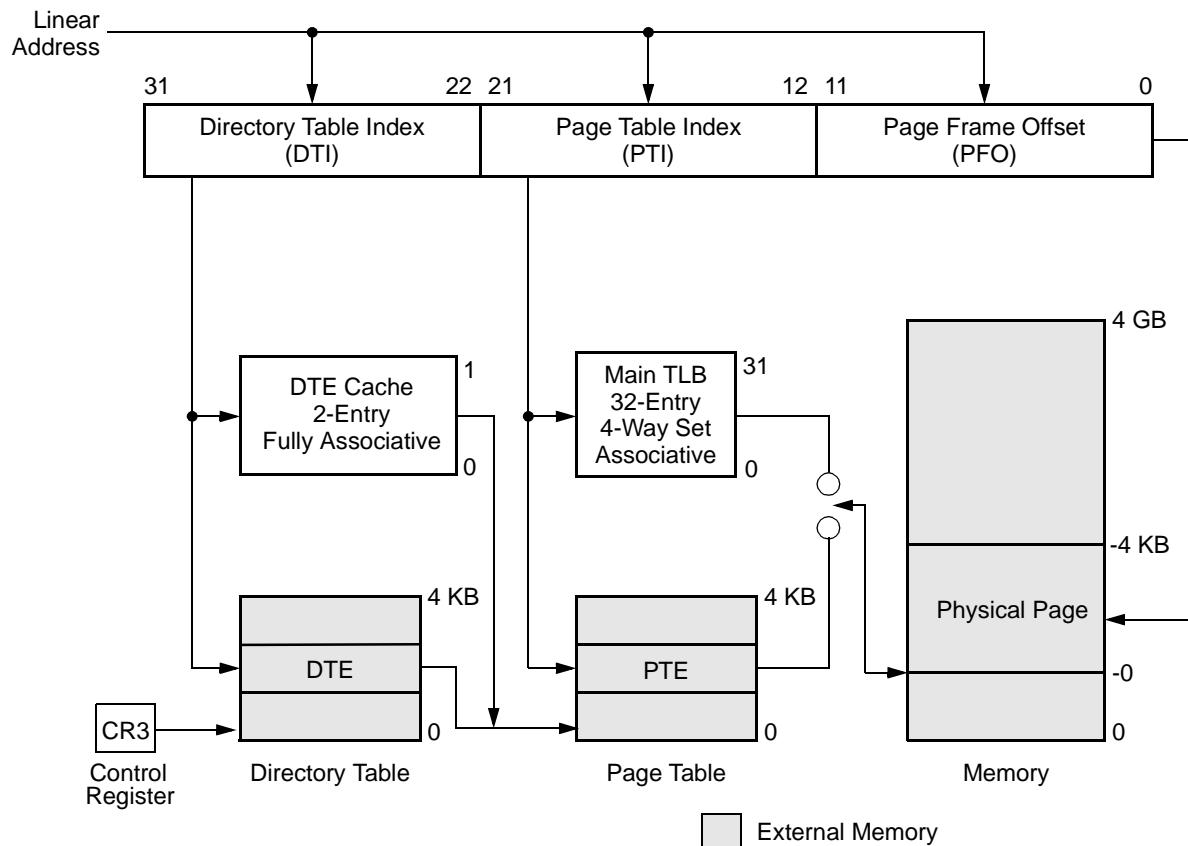 Linear
Address
31
22
21
12
11
0
Directory Table Index
(DTI)
Page Table Index
(PTI)
Page Frame Offset
(PFO)
4 GB
DTE Cache
2-Entry
Fully Associative
1
0
Main TLB
32-Entry
4-Way Set
Associative
31
0
-4 KB
Physical Page
-0
0
4 KB
DTE
0
4 KB
PTE
0
CR3
Control
Register
Directory Table
Page Table
Memory
External Memory